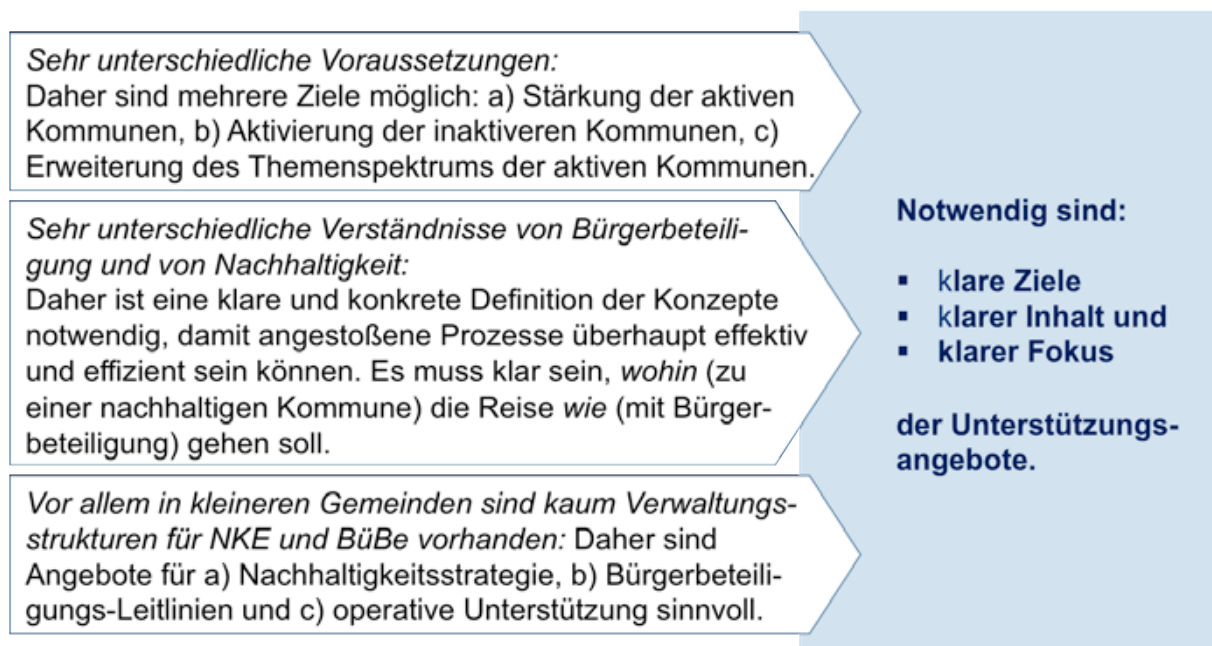 Sehr unterschiedliche Voraussetzungen:
Daher sind mehrere Ziele möglich: a) Stärkung der aktiven
Kommunen, b) Aktivierung der inaktiveren Kommunen, c)
Erweiterung des Themenspektrums der aktiven Kommunen.
Sehr unterschiedliche Verständnisse von Bürgerbeteili-
gung und von Nachhaltigkeit:
Daher ist eine klare und konkrete Definition der Konzepte
notwendig, damit angestoßene Prozesse überhaupt effektiv
und effizient sein können. Es muss klar sein, wohin (zu
einer nachhaltigen Kommune) die Reise wie (mit Bürger-
beteiligung) gehen soll.
Vor allem in kleineren Gemeinden sind kaum Verwaltungs-
strukturen für NKE und BüBe vorhanden: Daher sind
Angebote für a) Nachhaltigkeitsstrategie, b) Bürgerbeteili-
gungs-Leitlinien und c) operative Unterstützung sinnvoll.
Notwendig sind:
▪ klare Ziele
▪ klarer Inhalt und
▪ klarer Fokus
der Unterstützungs-
angebote.